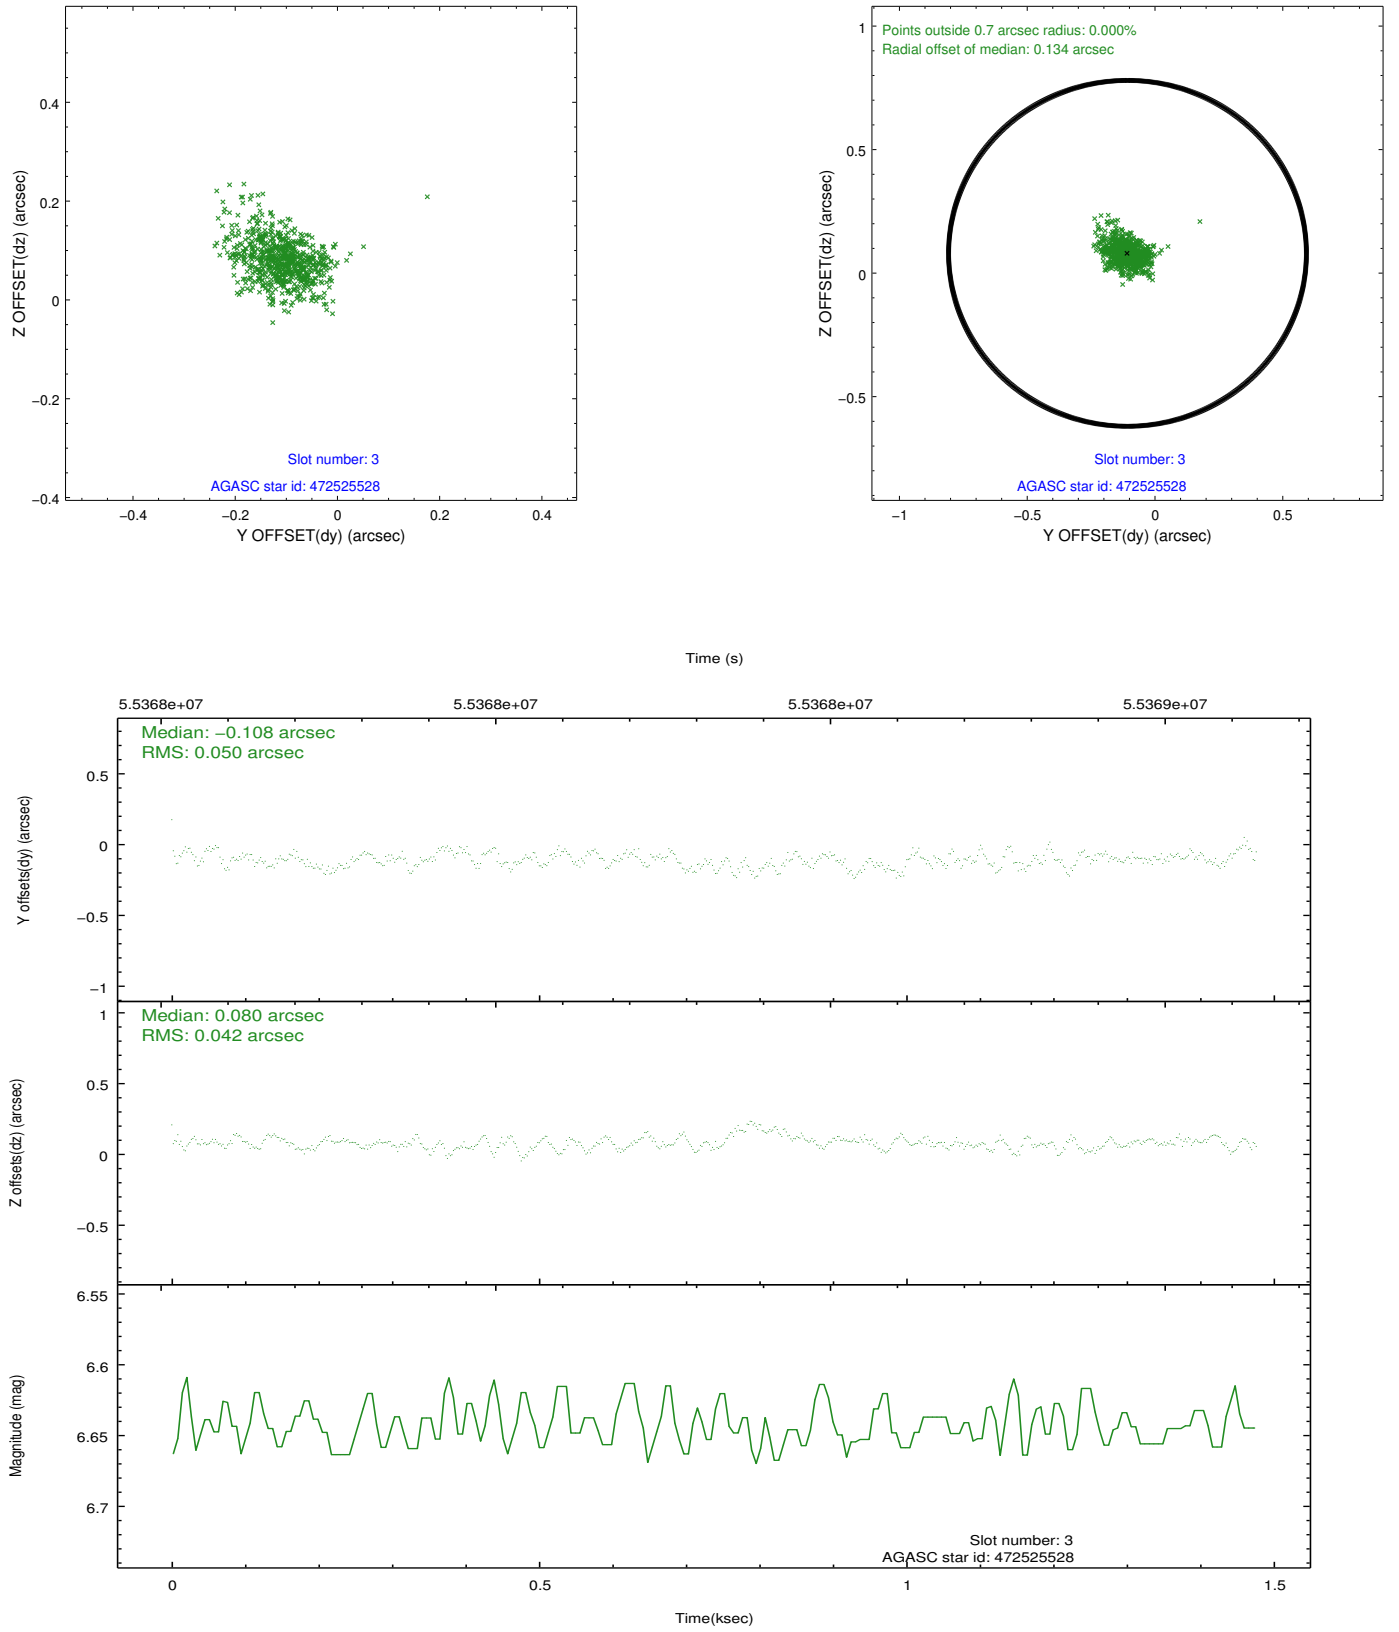 0.4
0.2
0
−0.2
−0.4
Z OFFSET(dz) (arcsec)
Slot number: 3
AGASC star id: 472525528
−0.4
−0.2
0
0.2
0.4
Y OFFSET(dy) (arcsec)
Points outside 0.7 arcsec radius: 0.000%
Radial offset of median: 0.134 arcsec
1
0.5
0
−0.5
Z OFFSET(dz) (arcsec)
Slot number: 3
AGASC star id: 472525528
−1
−0.5
0
0.5
Y OFFSET(dy) (arcsec)
Time (s)
5.5368e+07
5.5368e+07
5.5368e+07
5.5369e+07
Median: −0.108 arcsec
RMS: 0.050 arcsec
0.5
0
−0.5
−1
Y offsets(dy) (arcsec)
Median: 0.080 arcsec
RMS: 0.042 arcsec
1
0.5
0
−0.5
Z offsets(dz) (arcsec)
6.55
6.6
6.65
6.7
Magnitude (mag)
Slot number: 3
AGASC star id: 472525528
0
0.5
1
1.5
Time(ksec)